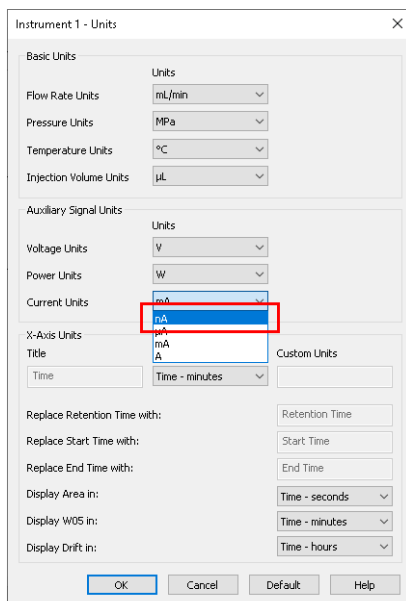 Instrument 1 - Units
Basic Units
Units
Flow Rate Units mL/min
Pressure Units MPa
Temperature Units °C
Injection Volume Units µL
Auxiliary Signal Units
Units
Voltage Units V
Power Units W
Current Units mA
nA
µA
mA
A
X-Axis Units
Title Custom Units
Time Time - minutes
Replace Retention Time with: Retention Time
Replace Start Time with: Start Time
Replace End Time with: End Time
Display Area in: Time - seconds
Display W05 in: Time - minutes
Display Drift in: Time - hours
OK Cancel Default Help